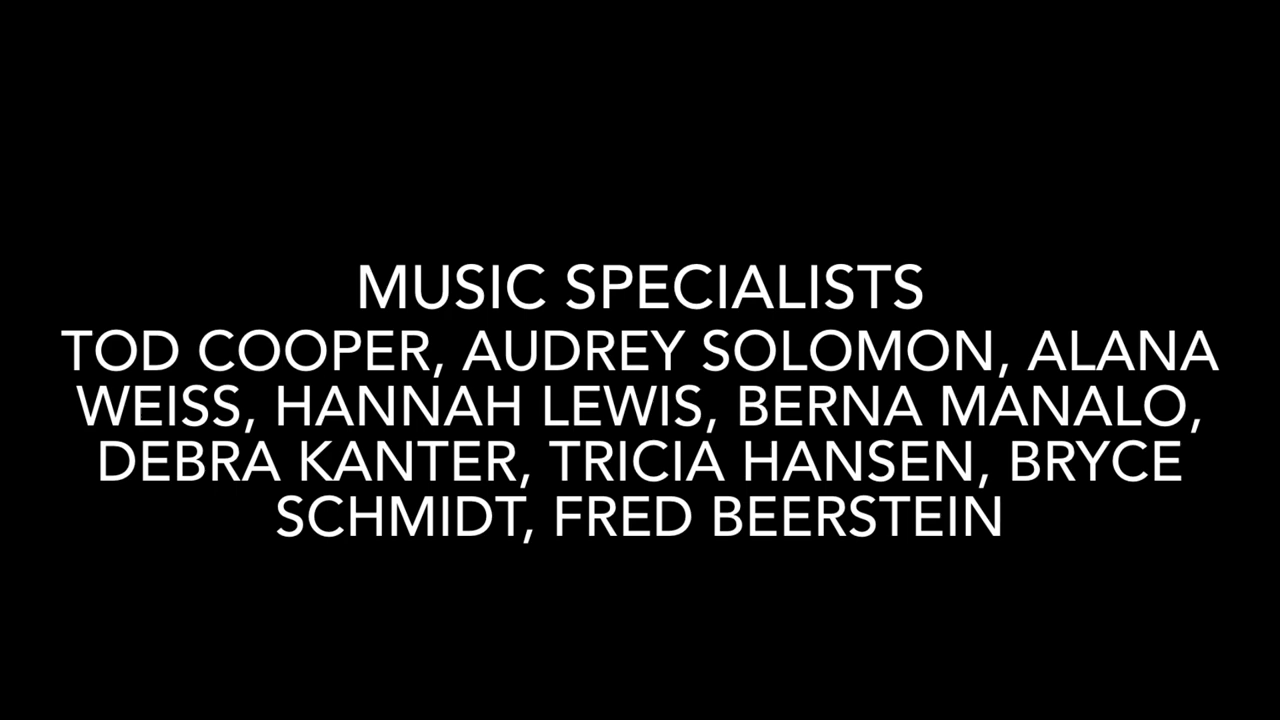 MUSIC SPECIALISTS
TOD COOPER, AUDREY SOLOMON, ALANA
WEISS, HANNAH LEWIS, BERNA MANALO,
DEBRA KANTER, TRICIA HANSEN, BRYCE
SCHMIDT, FRED BEERSTEIN